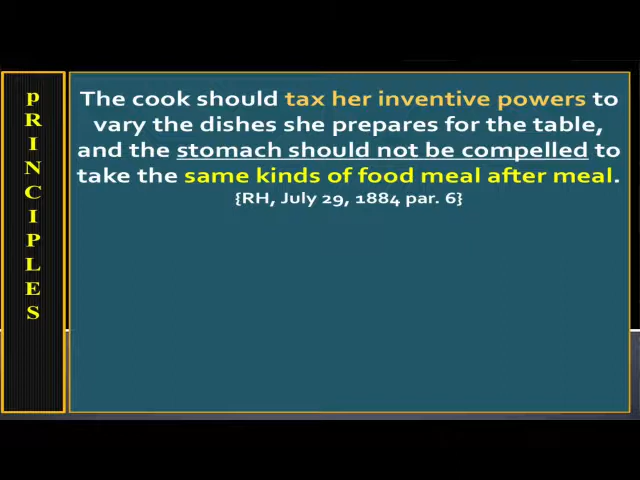 pRINCIPLES
The cook should tax her inventive powers to
vary the dishes she prepares for the table,
and the stomach should not be compelled to
take the same kinds of food meal after meal.
{RH, July 29, 1884 par. 6}